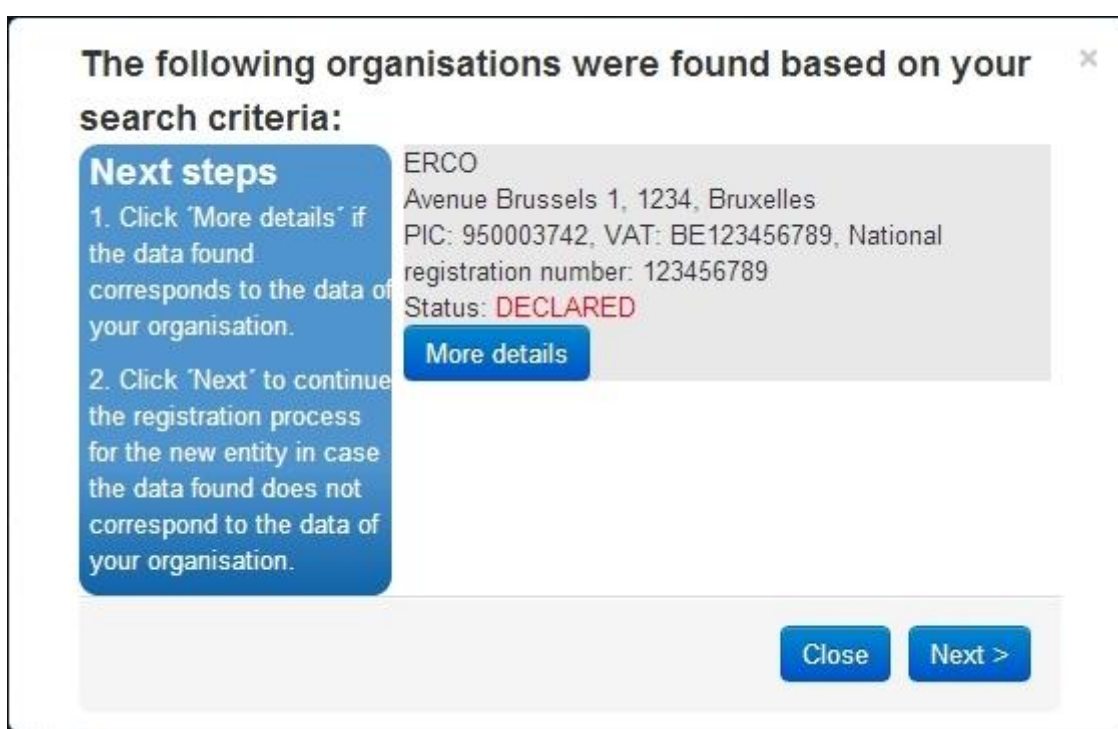 The following organisations were found based on your
search criteria:
×
Next steps
1. Click ´More details´ if
the data found
corresponds to the data of
your organisation.
2. Click ´Next´ to continue
the registration process
for the new entity in case
the data found does not
correspond to the data of
your organisation.
ERCO
Avenue Brussels 1, 1234, Bruxelles
PIC: 950003742, VAT: BE123456789, National
registration number: 123456789
Status: DECLARED
More details
Close
Next >